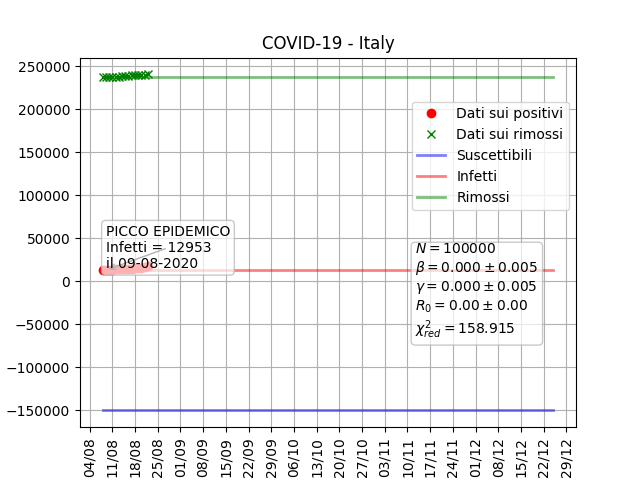 COVID-19 - Italy
250000
200000
150000
100000
50000
0
−50000
−100000
−150000
Dati sui positivi
Dati sui rimossi
Suscettibili
Infetti
Rimossi
PICCO EPIDEMICO
Infetti = 12953
il 09-08-2020
N = 100000
β = 0.000 ± 0.005
γ = 0.000 ± 0.005
R₀ = 0.00 ± 0.00
χ²_red = 158.915
04/08
11/08
18/08
25/08
01/09
08/09
15/09
22/09
29/09
06/10
13/10
20/10
27/10
03/11
10/11
17/11
24/11
01/12
08/12
15/12
22/12
29/12